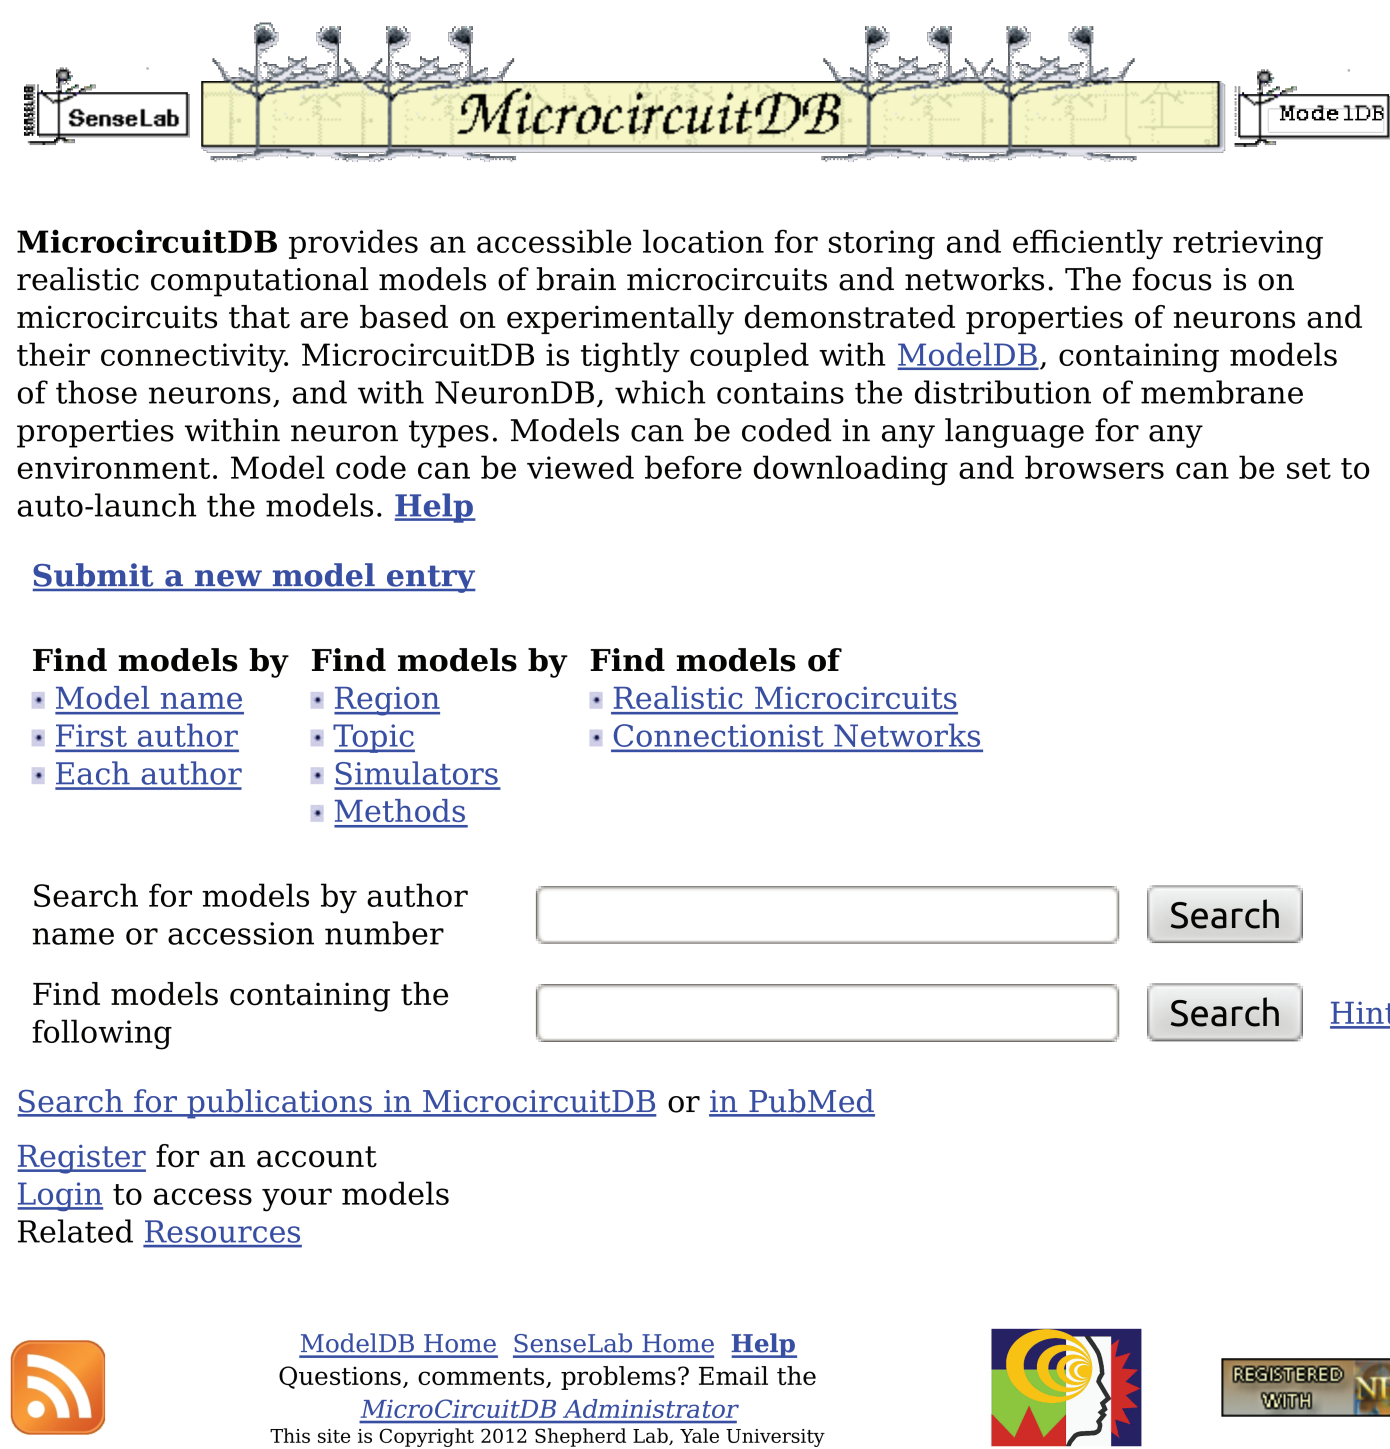 SENSELAB
SenseLab
MicrocircuitDB
ModelDB
MicrocircuitDB provides an accessible location for storing and efficiently retrieving
realistic computational models of brain microcircuits and networks. The focus is on
microcircuits that are based on experimentally demonstrated properties of neurons and
their connectivity. MicrocircuitDB is tightly coupled with ModelDB, containing models
of those neurons, and with NeuronDB, which contains the distribution of membrane
properties within neuron types. Models can be coded in any language for any
environment. Model code can be viewed before downloading and browsers can be set to
auto-launch the models. Help
Submit a new model entry
Find models by
Model name
First author
Each author
Find models by
Region
Topic
Simulators
Methods
Find models of
Realistic Microcircuits
Connectionist Networks
Search for models by author
name or accession number
Search
Find models containing the
following
Search
Hint
Search for publications in MicrocircuitDB or in PubMed
Register for an account
Login to access your models
Related Resources
ModelDB Home SenseLab Home Help
Questions, comments, problems? Email the
MicroCircuitDB Administrator
This site is Copyright 2012 Shepherd Lab, Yale University
REGISTERED
WITH